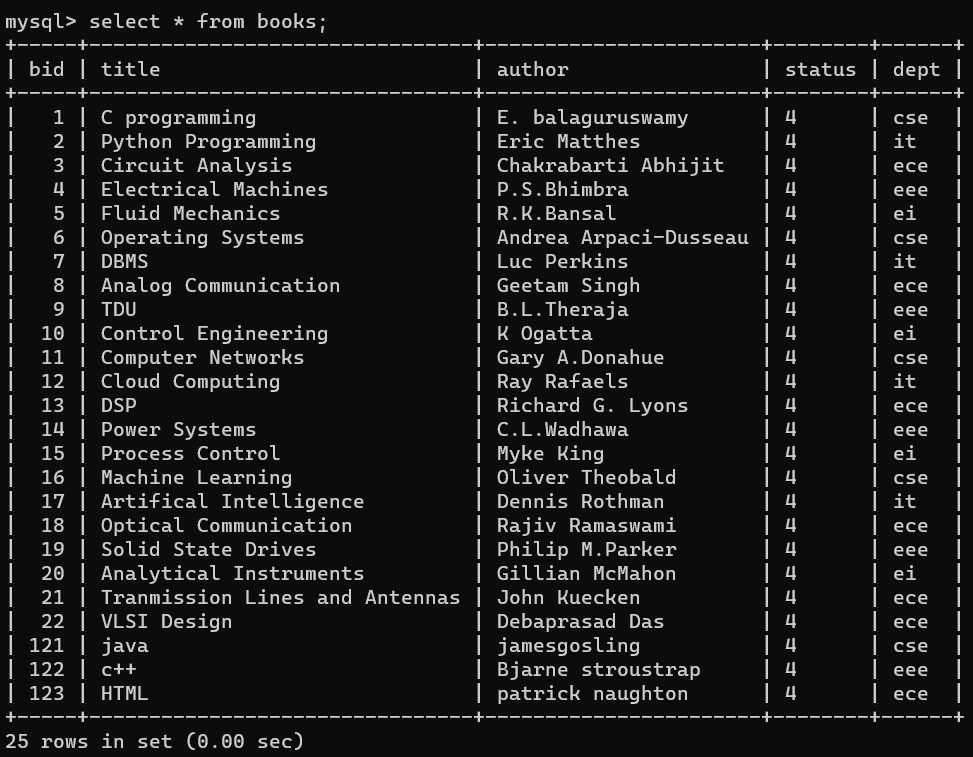 mysql> select * from books;
+-----+--------------------------------+------------------------+--------+------+
| bid | title                          | author                 | status | dept |
+-----+--------------------------------+------------------------+--------+------+
|   1 | C programming                  | E. balaguruswamy       | 4      | cse  |
|   2 | Python Programming             | Eric Matthes           | 4      | it   |
|   3 | Circuit Analysis               | Chakrabarti Abhijit    | 4      | ece  |
|   4 | Electrical Machines            | P.S.Bhimbra            | 4      | eee  |
|   5 | Fluid Mechanics                | R.K.Bansal             | 4      | ei   |
|   6 | Operating Systems              | Andrea Arpaci-Dusseau  | 4      | cse  |
|   7 | DBMS                           | Luc Perkins            | 4      | it   |
|   8 | Analog Communication           | Geetam Singh           | 4      | ece  |
|   9 | TDU                            | B.L.Theraja            | 4      | eee  |
|  10 | Control Engineering            | K Ogatta               | 4      | ei   |
|  11 | Computer Networks              | Gary A.Donahue         | 4      | cse  |
|  12 | Cloud Computing                | Ray Rafaels            | 4      | it   |
|  13 | DSP                            | Richard G. Lyons       | 4      | ece  |
|  14 | Power Systems                  | C.L.Wadhawa            | 4      | eee  |
|  15 | Process Control                | Myke King              | 4      | ei   |
|  16 | Machine Learning               | Oliver Theobald        | 4      | cse  |
|  17 | Artifical Intelligence         | Dennis Rothman         | 4      | it   |
|  18 | Optical Communication          | Rajiv Ramaswami        | 4      | ece  |
|  19 | Solid State Drives             | Philip M.Parker        | 4      | eee  |
|  20 | Analytical Instruments         | Gillian McMahon        | 4      | ei   |
|  21 | Tranmission Lines and Antennas | John Kuecken           | 4      | ece  |
|  22 | VLSI Design                    | Debaprasad Das         | 4      | ece  |
| 121 | java                           | jamesgosling           | 4      | cse  |
| 122 | c++                            | Bjarne stroustrap      | 4      | eee  |
| 123 | HTML                           | patrick naughton       | 4      | ece  |
+-----+--------------------------------+------------------------+--------+------+
25 rows in set (0.00 sec)